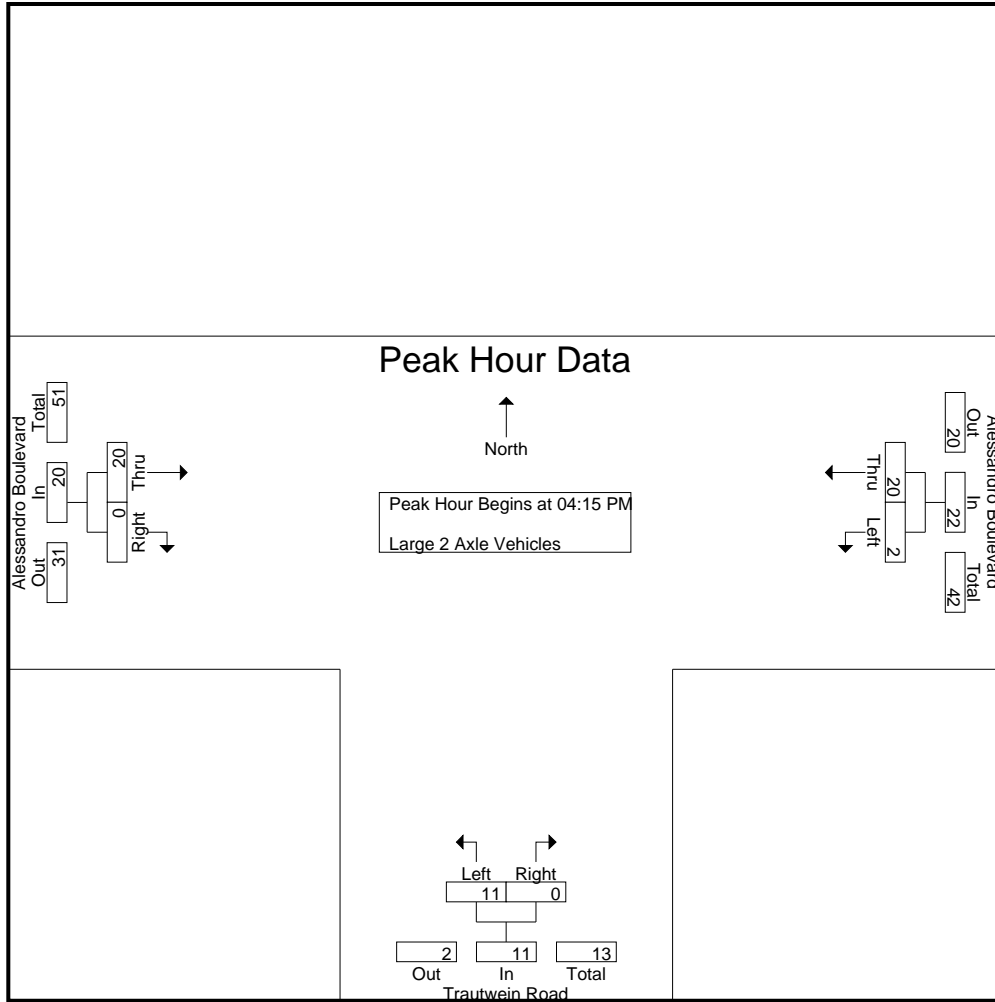 Peak Hour Data
North
Peak Hour Begins at 04:15 PM
Large 2 Axle Vehicles
Alessandro Boulevard
Total
51
In
20
Out
31
20
Thru
0
Right
Alessandro Boulevard
Out
20
In
22
Total
42
Thru
20
Left
2
Left Right
11 0
2 11 13
Out In Total
Trautwein Road